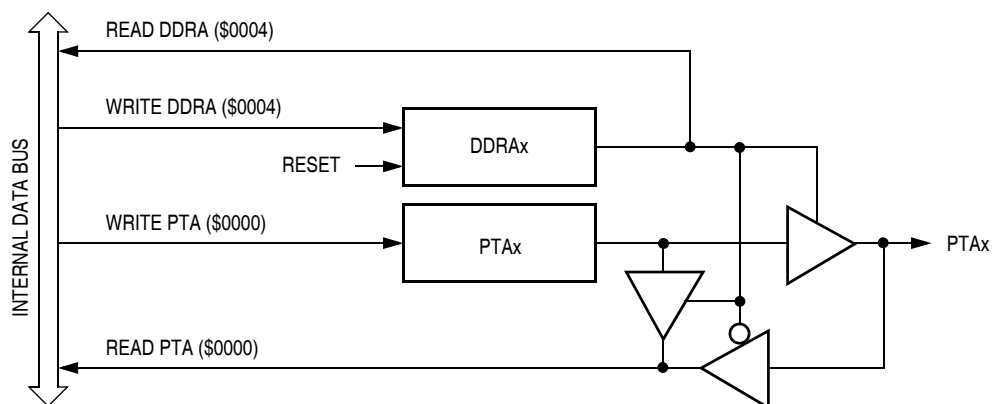 READ DDRA ($0004)
WRITE DDRA ($0004)
DDRAx
RESET
INTERNAL DATA BUS
WRITE PTA ($0000)
PTAx
PTAx
READ PTA ($0000)